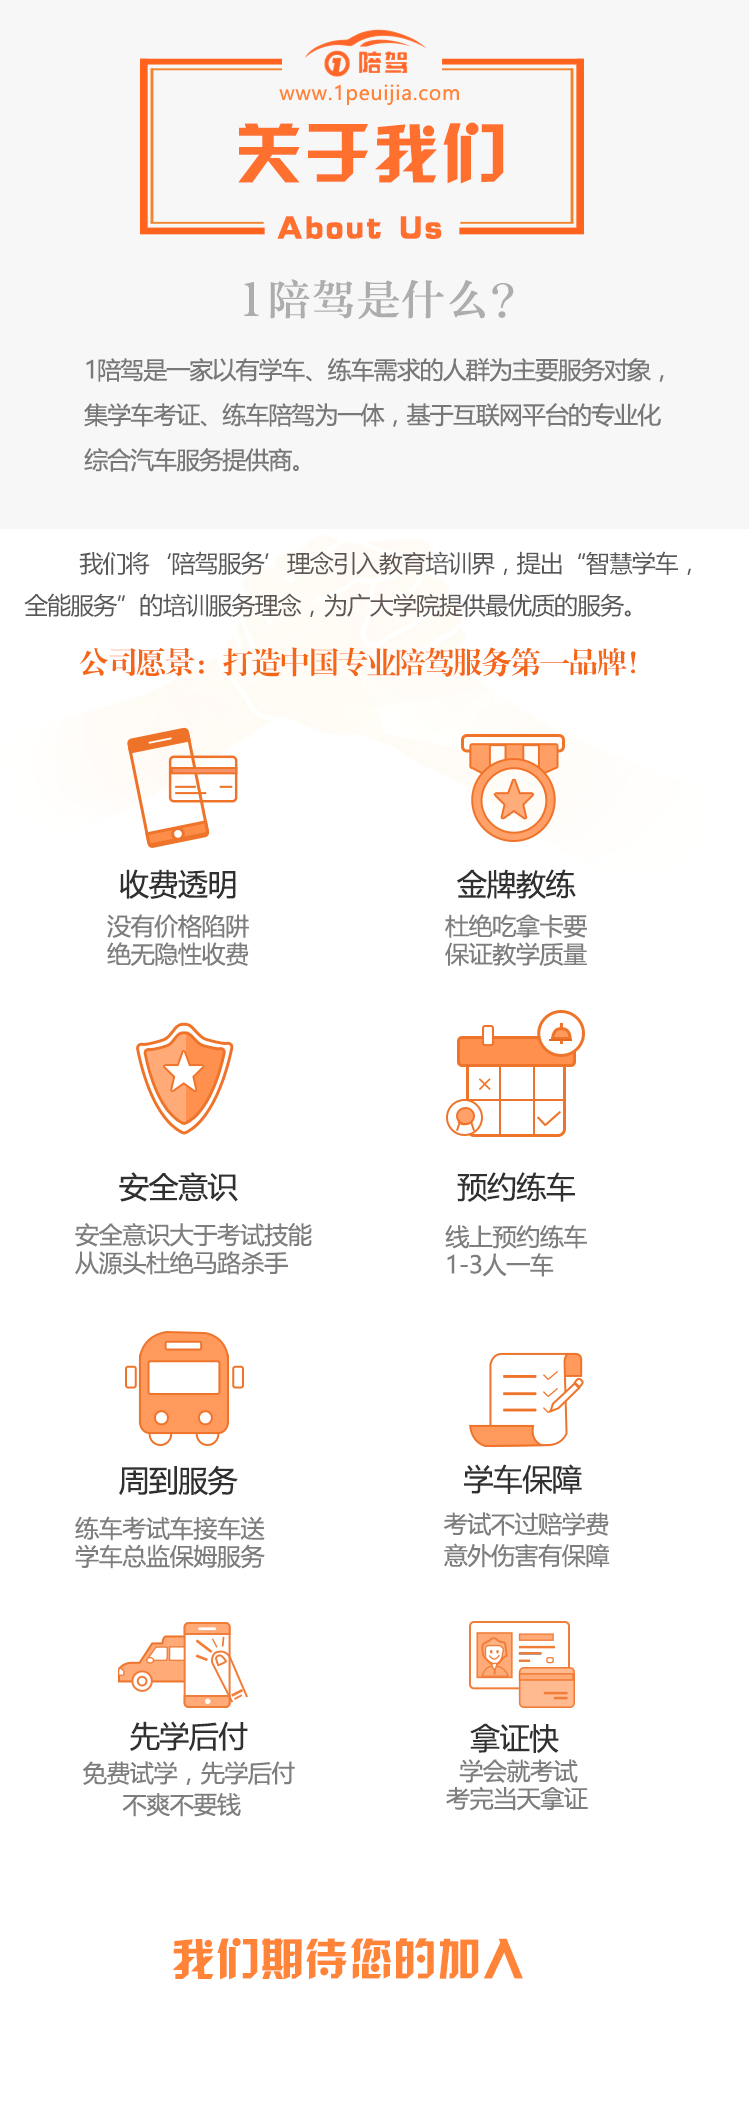 1陪驾
www.1peuijia.com
关于我们
About Us
1陪驾是什么?
1陪驾是一家以有学车、练车需求的人群为主要服务对象，
集学车考证、练车陪驾为一体，基于互联网平台的专业化
综合汽车服务提供商。
我们将‘陪驾服务’理念引入教育培训界，提出“智慧学车，
全能服务”的培训服务理念，为广大学院提供最优质的服务。
公司愿景：打造中国专业陪驾服务第一品牌!
收费透明
没有价格陷阱
绝无隐性收费
金牌教练
杜绝吃拿卡要
保证教学质量
安全意识
安全意识大于考试技能
从源头杜绝马路杀手
预约练车
线上预约练车
1-3人一车
周到服务
练车考试车接车送
学车总监保姆服务
学车保障
考试不过赔学费
意外伤害有保障
先学后付
免费试学，先学后付
不爽不要钱
拿证快
学会就考试
考完当天拿证
我们期待您的加入